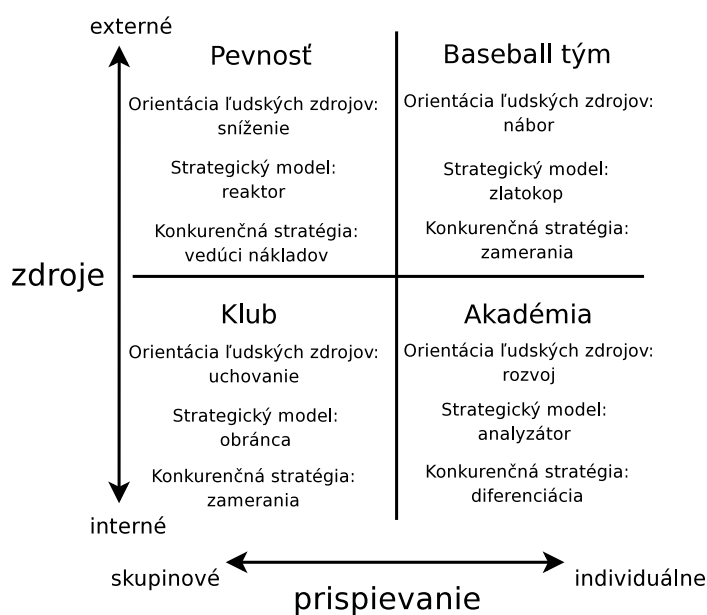 externé
Pevnosť
Orientácia ľudských zdrojov:
sníženie
Strategický model:
reaktor
Konkurenčná stratégia:
vedúci nákladov
Baseball tým
Orientácia ľudských zdrojov:
nábor
Strategický model:
zlatokop
Konkurenčná stratégia:
zamerania
zdroje
Klub
Orientácia ľudských zdrojov:
uchovanie
Strategický model:
obránca
Konkurenčná stratégia:
zamerania
Akadémia
Orientácia ľudských zdrojov:
rozvoj
Strategický model:
analyzátor
Konkurenčná stratégia:
diferenciácia
interné
skupinové
prispievanie
individuálne